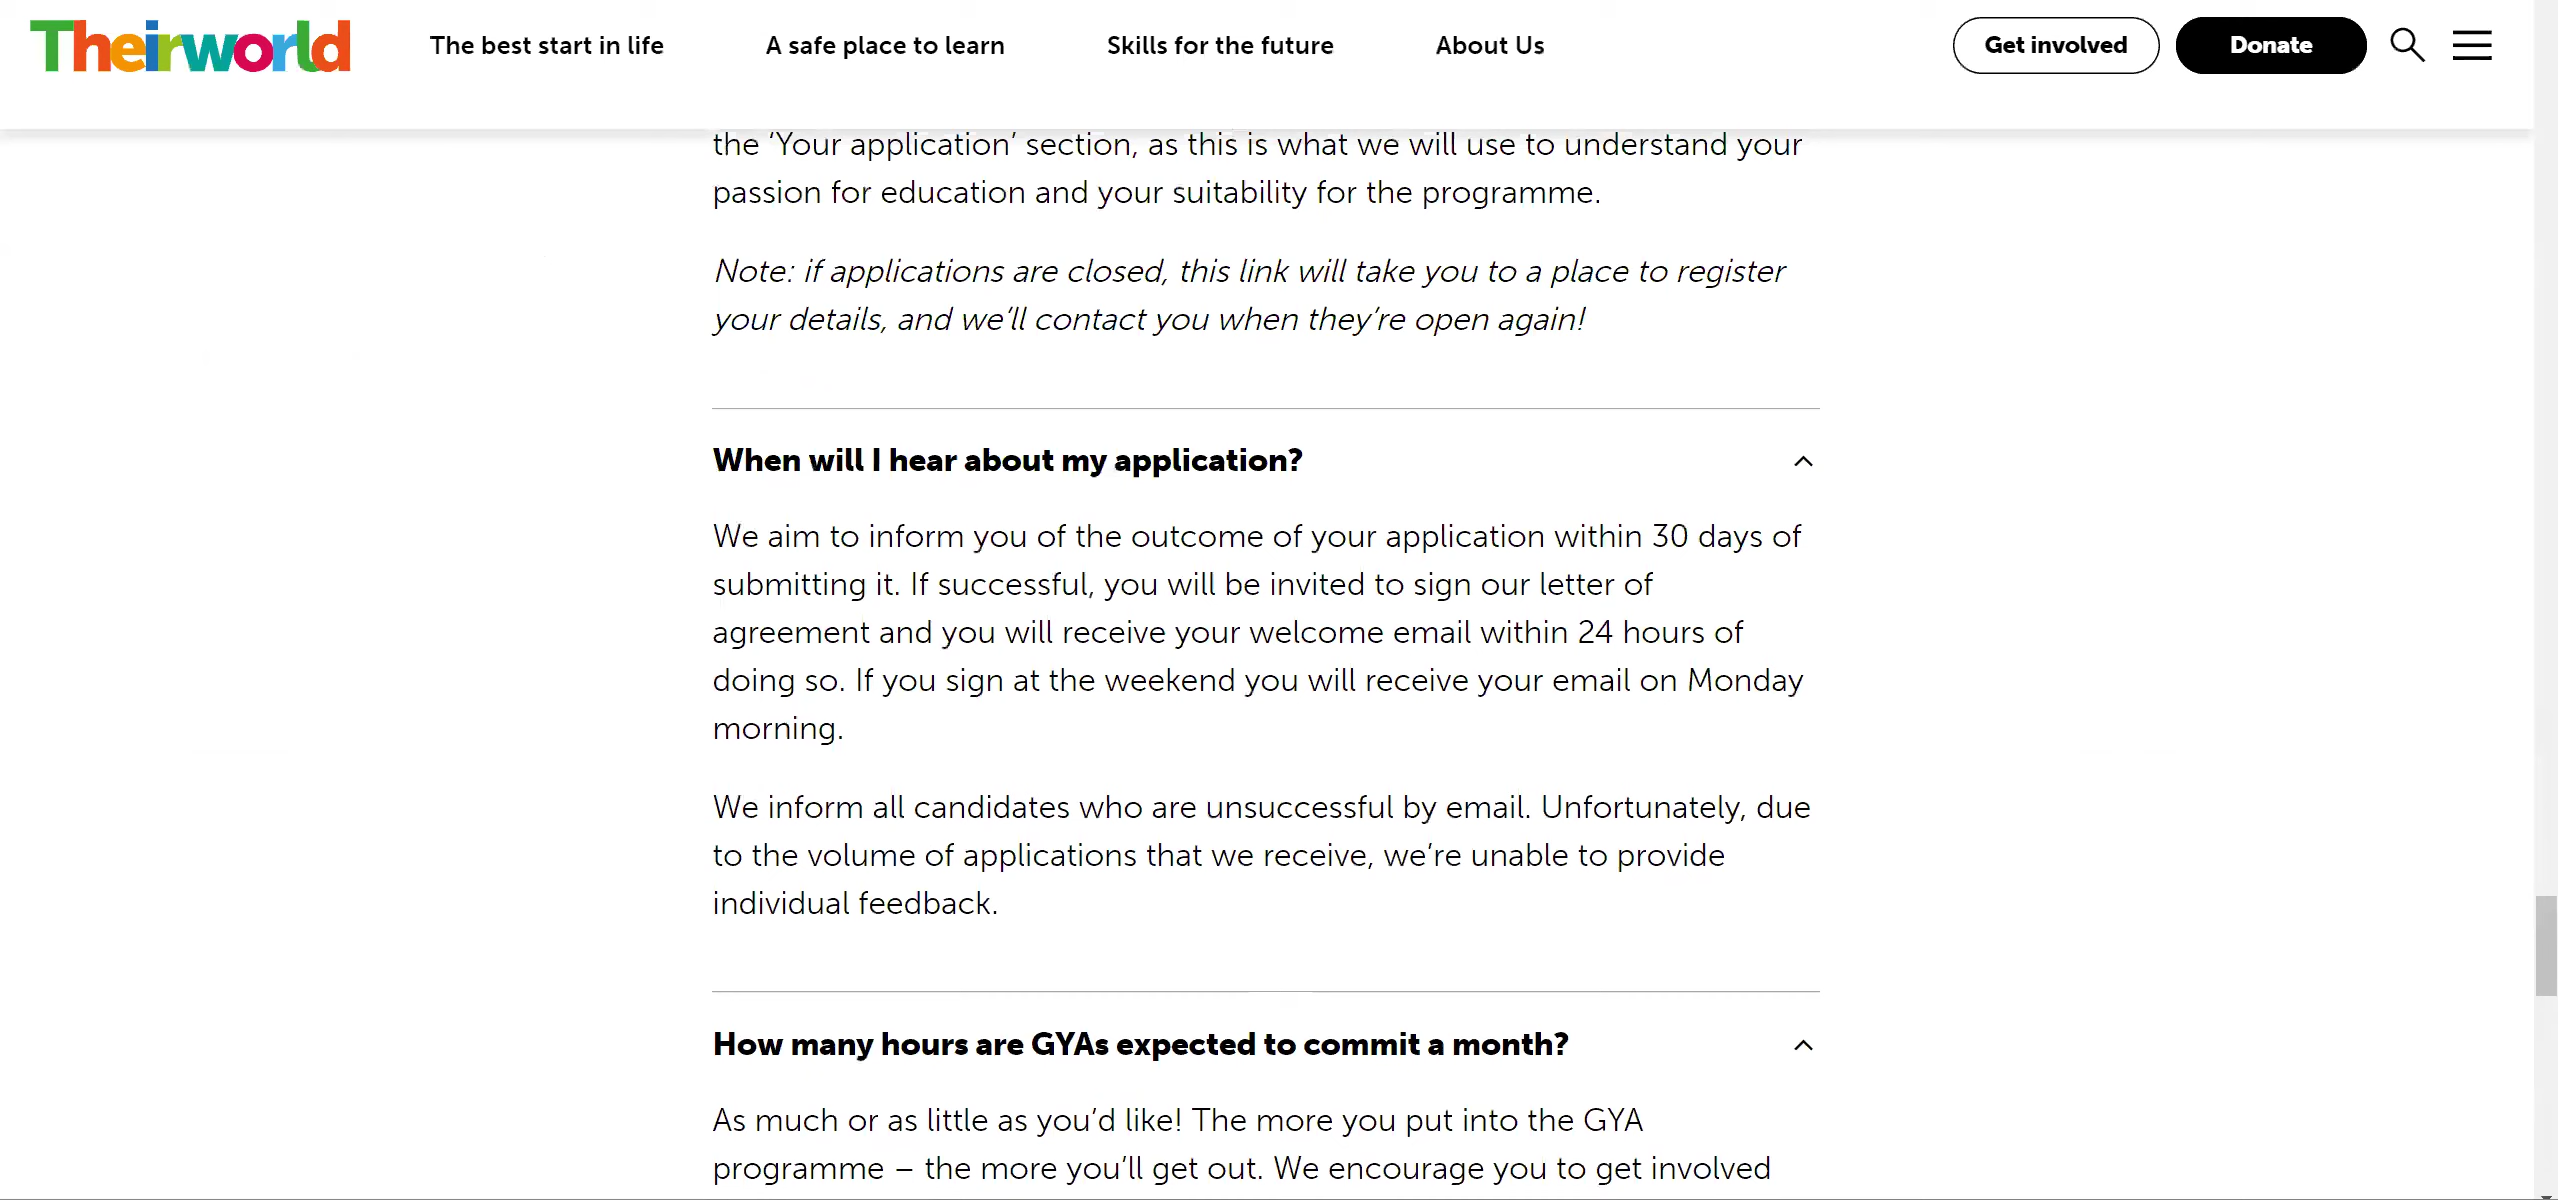 Theirworld
The best start in life
A safe place to learn
Skills for the future
About Us
Get involved
Donate
the ‘Your application’ section, as this is what we will use to understand your
passion for education and your suitability for the programme.
Note: if applications are closed, this link will take you to a place to register
your details, and we’ll contact you when they’re open again!
When will I hear about my application?
We aim to inform you of the outcome of your application within 30 days of
submitting it. If successful, you will be invited to sign our letter of
agreement and you will receive your welcome email within 24 hours of
doing so. If you sign at the weekend you will receive your email on Monday
morning.
We inform all candidates who are unsuccessful by email. Unfortunately, due
to the volume of applications that we receive, we’re unable to provide
individual feedback.
How many hours are GYAs expected to commit a month?
As much or as little as you’d like! The more you put into the GYA
programme – the more you’ll get out. We encourage you to get involved